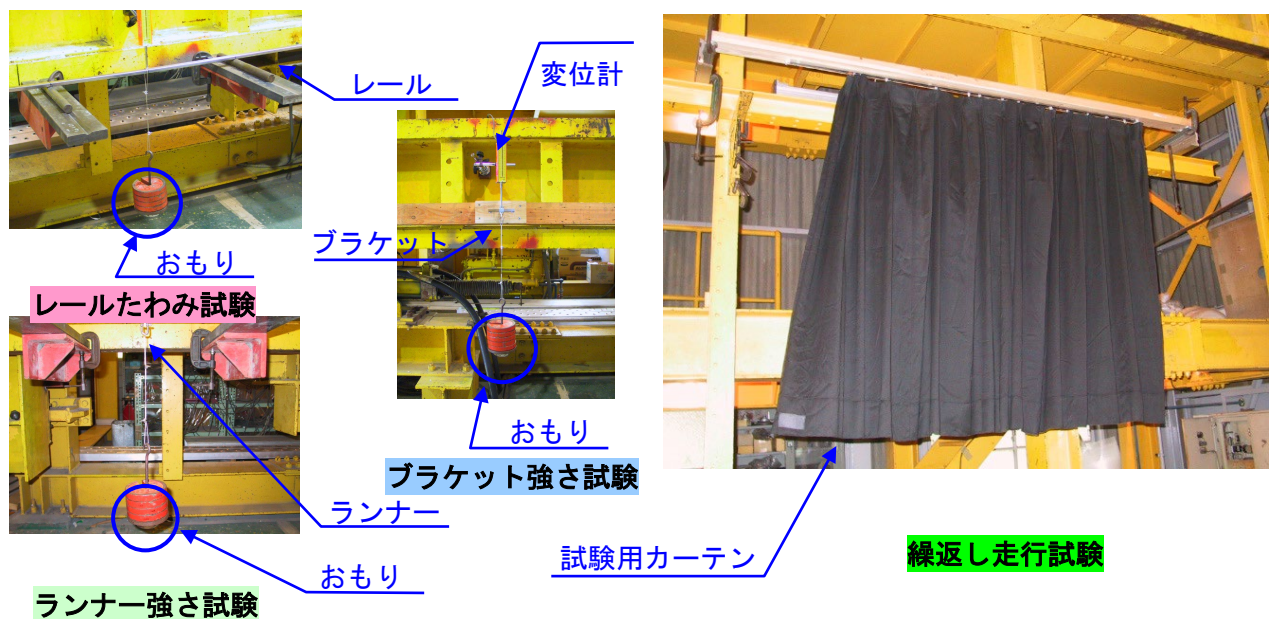 レール
おもり
レールたわみ試験
変位計
ブラケット
おもり
ブラケット強さ試験
ランナー
おもり
ランナー強さ試験
試験用カーテン
繰返し走行試験